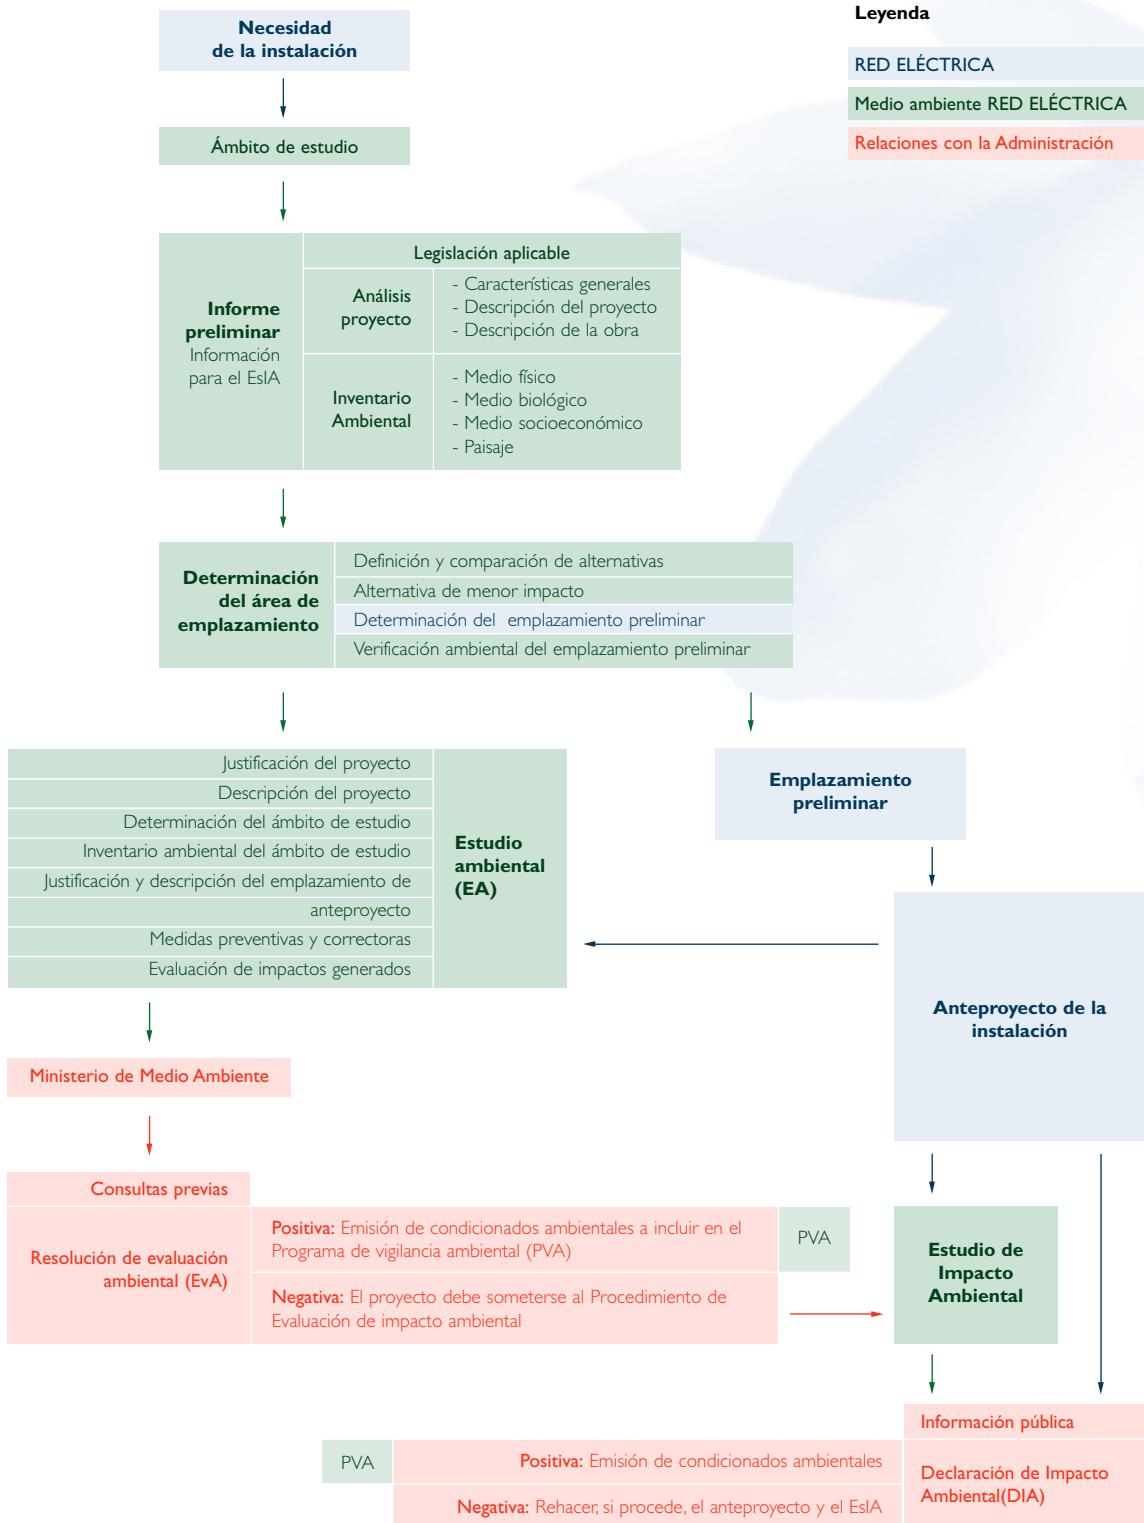 Leyenda
RED ELÉCTRICA
Medio ambiente RED ELÉCTRICA
Relaciones con la Administración
Necesidad
de la instalación
Ámbito de estudio
Informe
preliminar
Información
para el EsIA
Legislación aplicable
Análisis
proyecto
- Características generales
- Descripción del proyecto
- Descripción de la obra
Inventario
Ambiental
- Medio físico
- Medio biológico
- Medio socioeconómico
- Paisaje
Determinación
del área de
emplazamiento
Definición y comparación de alternativas
Alternativa de menor impacto
Determinación del emplazamiento preliminar
Verificación ambiental del emplazamiento preliminar
Justificación del proyecto
Descripción del proyecto
Determinación del ámbito de estudio
Inventario ambiental del ámbito de estudio
Justificación y descripción del emplazamiento de
anteproyecto
Medidas preventivas y correctoras
Evaluación de impactos generados
Estudio
ambiental
(EA)
Emplazamiento
preliminar
Anteproyecto de la
instalación
Ministerio de Medio Ambiente
Consultas previas
Resolución de evaluación
ambiental (EvA)
Positiva: Emisión de condicionados ambientales a incluir en el
Programa de vigilancia ambiental (PVA)
PVA
Negativa: El proyecto debe someterse al Procedimiento de
Evaluación de impacto ambiental
Estudio de
Impacto
Ambiental
Información pública
Declaración de Impacto
Ambiental(DIA)
PVA
Positiva: Emisión de condicionados ambientales
Negativa: Rehacer, si procede, el anteproyecto y el EsIA